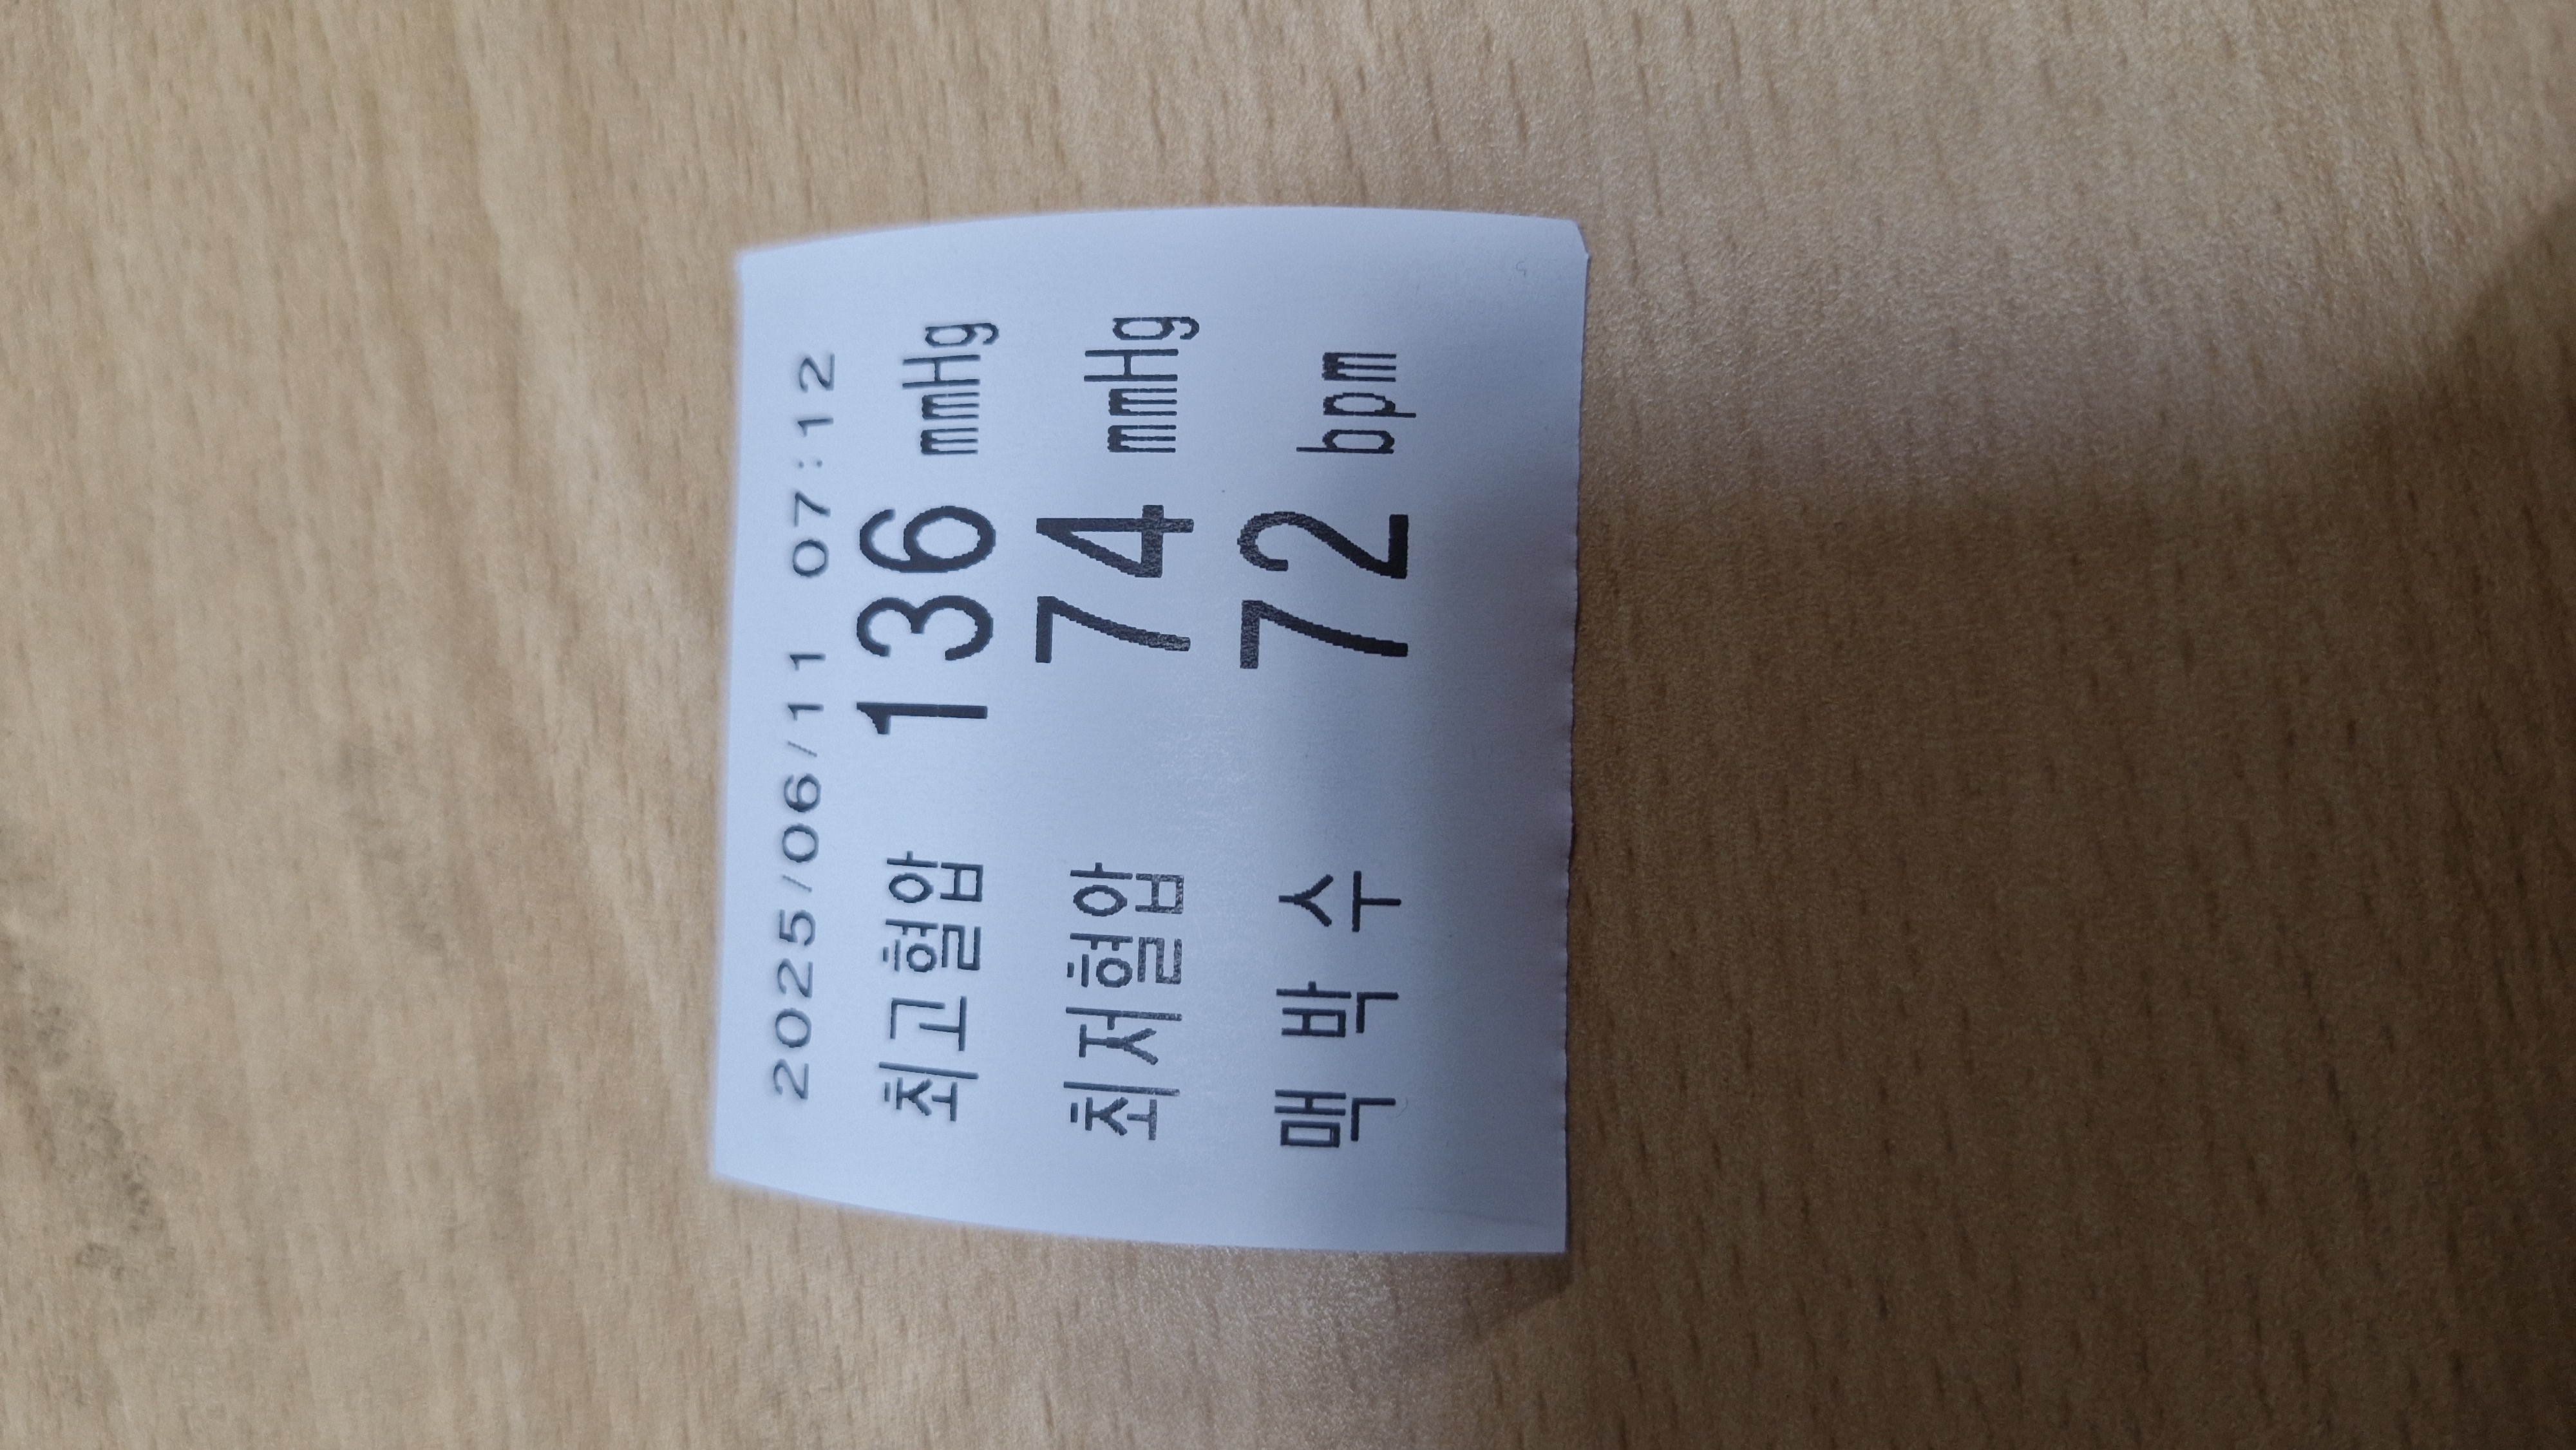 2025/06/11 07:12
최고혈압 136 mmHg
최저혈압 74 mmHg
맥 박 수 72 bpm